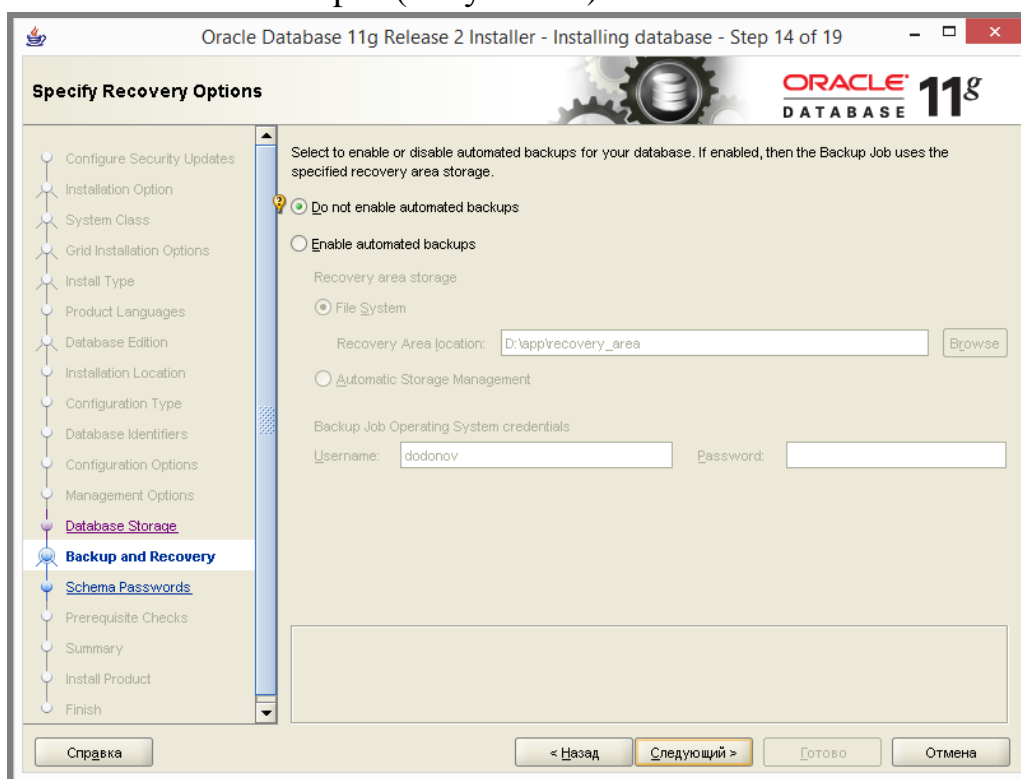 Oracle Database 11g Release 2 Installer - Installing database - Step 14 of 19
Specify Recovery Options
ORACLE
DATABASE
11g
Configure Security Updates
Installation Option
System Class
Grid Installation Options
Install Type
Product Languages
Database Edition
Installation Location
Configuration Type
Database Identifiers
Configuration Options
Management Options
Database Storage
Backup and Recovery
Schema Passwords
Prerequisite Checks
Summary
Install Product
Finish
Select to enable or disable automated backups for your database. If enabled, then the Backup Job uses the
specified recovery area storage.
Do not enable automated backups
Enable automated backups
Recovery area storage
File System
Recovery Area location: D:\app\recovery_area Browse
Automatic Storage Management
Backup Job Operating System credentials
Username: dodonov Password:
Справка < Назад Следующий > Готово Отмена